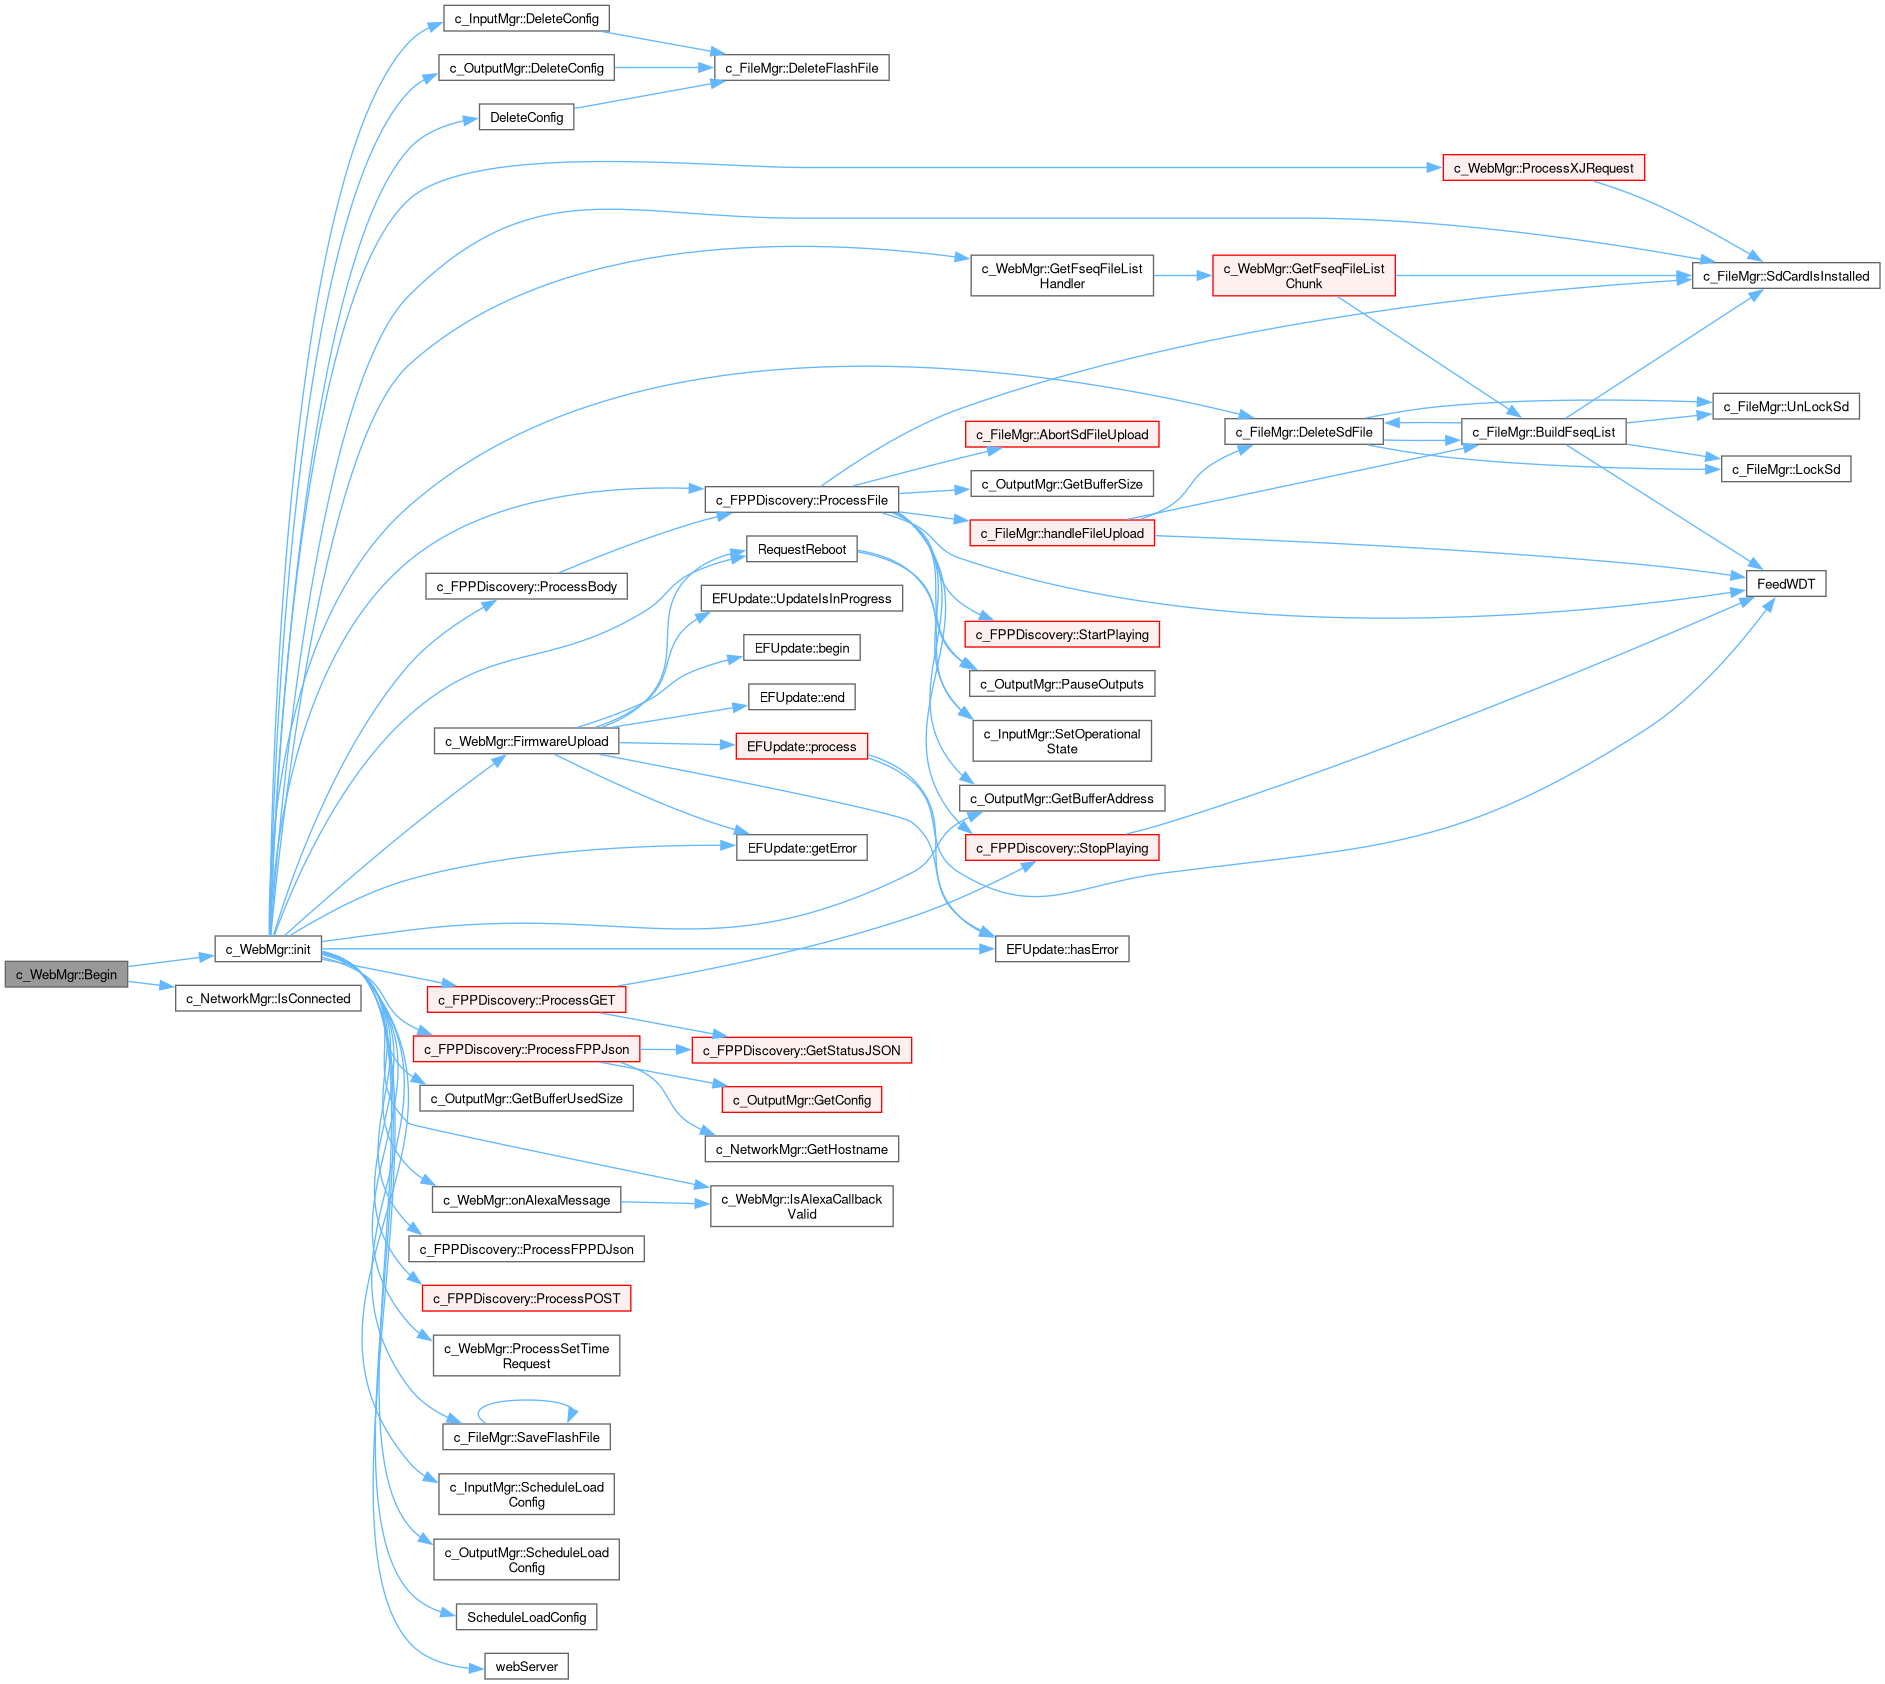 c_InputMgr::DeleteConfig
c_OutputMgr::DeleteConfig
c_FileMgr::DeleteFlashFile
DeleteConfig
c_WebMgr::ProcessXJRequest
c_WebMgr::GetFseqFileList
Handler
c_WebMgr::GetFseqFileList
Chunk
c_FileMgr::SdCardIsInstalled
c_FileMgr::UnLockSd
c_FileMgr::AbortSdFileUpload
c_FileMgr::DeleteSdFile
c_FileMgr::BuildFseqList
c_FileMgr::LockSd
c_OutputMgr::GetBufferSize
c_FPPDiscovery::ProcessFile
c_FileMgr::handleFileUpload
RequestReboot
c_FPPDiscovery::ProcessBody
FeedWDT
EFUpdate::UpdateIsInProgress
c_FPPDiscovery::StartPlaying
EFUpdate::begin
c_OutputMgr::PauseOutputs
EFUpdate::end
c_WebMgr::FirmwareUpload
c_InputMgr::SetOperational
State
EFUpdate::process
c_OutputMgr::GetBufferAddress
EFUpdate::getError
c_FPPDiscovery::StopPlaying
c_WebMgr::init
EFUpdate::hasError
c_WebMgr::Begin
c_NetworkMgr::IsConnected
c_FPPDiscovery::ProcessGET
c_FPPDiscovery::ProcessFPPJson
c_FPPDiscovery::GetStatusJSON
c_OutputMgr::GetBufferUsedSize
c_OutputMgr::GetConfig
c_NetworkMgr::GetHostname
c_WebMgr::onAlexaMessage
c_WebMgr::IsAlexaCallback
Valid
c_FPPDiscovery::ProcessFPPDJson
c_FPPDiscovery::ProcessPOST
c_WebMgr::ProcessSetTime
Request
c_FileMgr::SaveFlashFile
c_InputMgr::ScheduleLoad
Config
c_OutputMgr::ScheduleLoad
Config
ScheduleLoadConfig
webServer